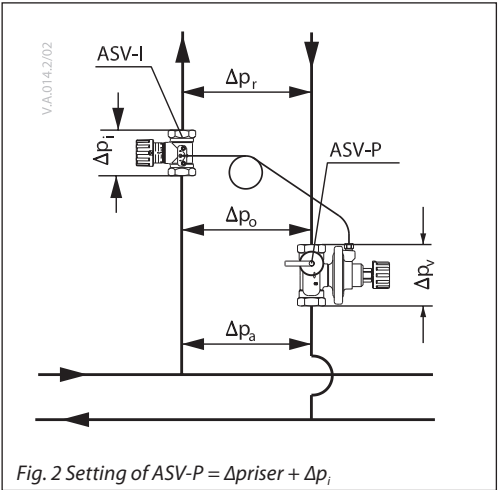 V.A.014.2/02
ASV-I
Δpr
Δpi
ASV-P
Δpo
Δpv
Δpa
Fig. 2 Setting of ASV-P = Δpriser + Δpi